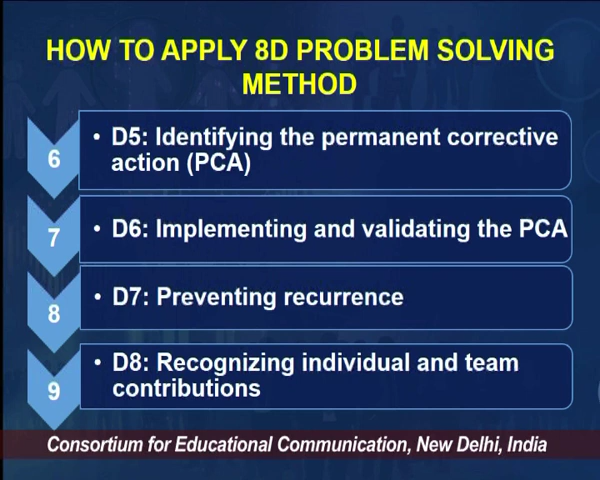 HOW TO APPLY 8D PROBLEM SOLVING
METHOD
6
• D5: Identifying the permanent corrective
action (PCA)
7
• D6: Implementing and validating the PCA
8
• D7: Preventing recurrence
9
• D8: Recognizing individual and team
contributions
Consortium for Educational Communication, New Delhi, India